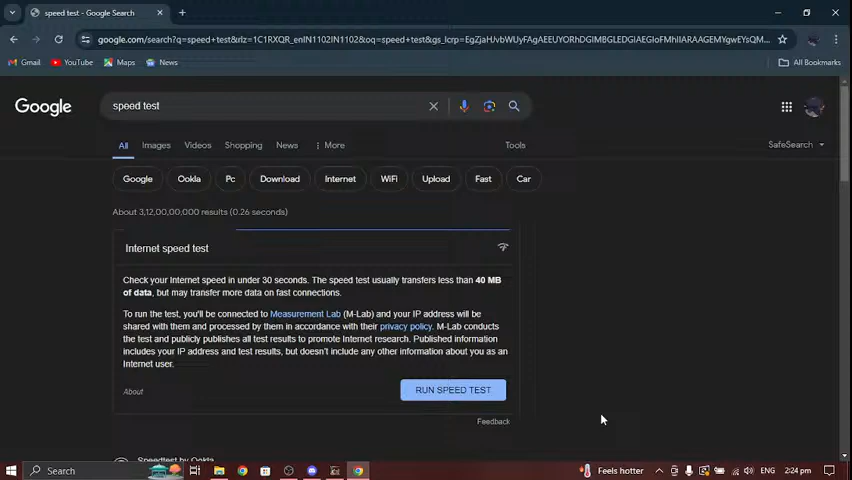 speed test - Google Search
google.com/search?q=speed+test&rlz=1C1RXQR_enIN1102IN1102&oq=speed+test&gs_lcrp=EgZjaHJvbWUyFAgAEEUYORhDGIMBGLEDGIAEGIoFMhIIARAAGEMYgwEYsQM...
Gmail YouTube Maps News All Bookmarks
Google speed test
All Images Videos Shopping News More Tools SafeSearch
Google Ookla Pc Download Internet WiFi Upload Fast Car
About 3,12,00,00,000 results (0.26 seconds)
Internet speed test
Check your Internet speed in under 30 seconds. The speed test usually transfers less than 40 MB
of data, but may transfer more data on fast connections.
To run the test, you'll be connected to Measurement Lab (M-Lab) and your IP address will be
shared with them and processed by them in accordance with their privacy policy. M-Lab conducts
the test and publicly publishes all test results to promote Internet research. Published information
includes your IP address and test results, but doesn't include any other information about you as an
Internet user.
About RUN SPEED TEST
Feedback
Speedtest by Ookla
Search Feels hotter ENG 2:24 pm